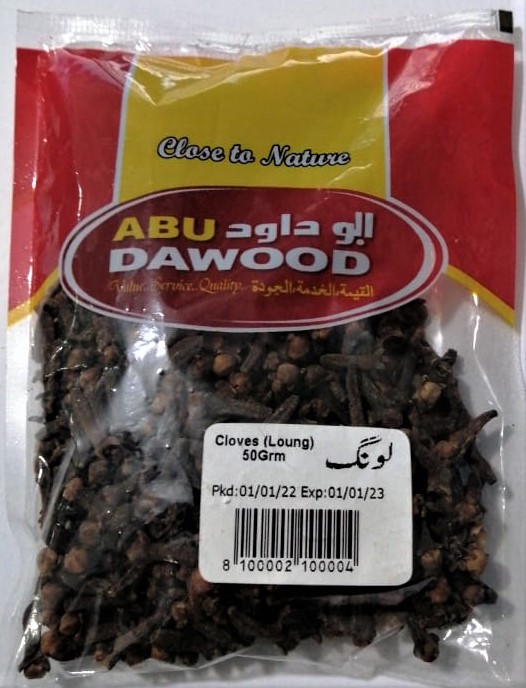 Close to Nature
ABU ابو داود
DAWOOD
Value..Service..Quality.. القيمة،الخدمة،الجودة
Cloves (Loung)
50Grm
لونگ
Pkd:01/01/22 Exp:01/01/23
8 100002 100004